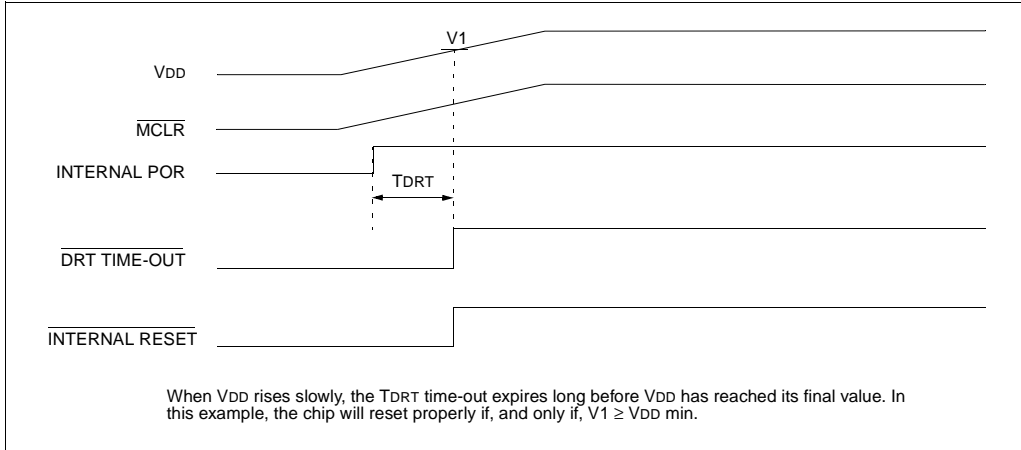 V1
VDD
MCLR
INTERNAL POR
TDRT
DRT TIME-OUT
INTERNAL RESET
When VDD rises slowly, the TDRT time-out expires long before VDD has reached its final value. In
this example, the chip will reset properly if, and only if, V1 ≥ VDD min.